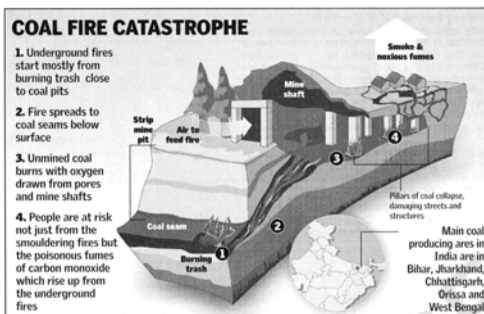 COAL FIRE CATASTROPHE
1. Underground fires
start mostly from
burning trash close
to coal pits
2. Fire spreads to
coal seams below
surface
3. Unmined coal
burns with oxygen
drawn from pores
and mine shafts
4. People are at risk
not just from the
smouldering fires but
the poisonous fumes
of carbon monoxide
which rise up from
the underground
fires
Smoke &
noxious fumes
Mine
shaft
Strip
mine
pit
Air to
feed fire
4
3
Pillars of coal collapse,
damaging streets and
structures
Coal seam
2
1
Burning
trash
Main coal
producing ares in
India are in
Bihar, Jharkhand,
Chhattisgarh,
Orissa and
West Bengal